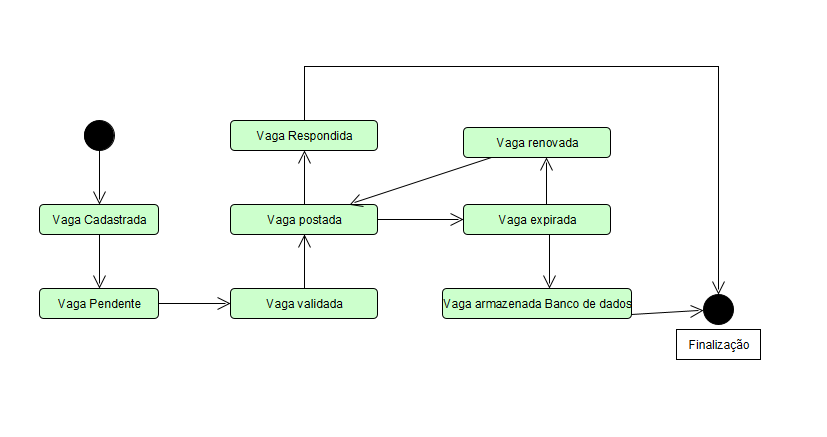 Vaga Respondida
Vaga renovada
Vaga Cadastrada
Vaga postada
Vaga expirada
Vaga Pendente
Vaga validada
Vaga armazenada Banco de dados
Finalização